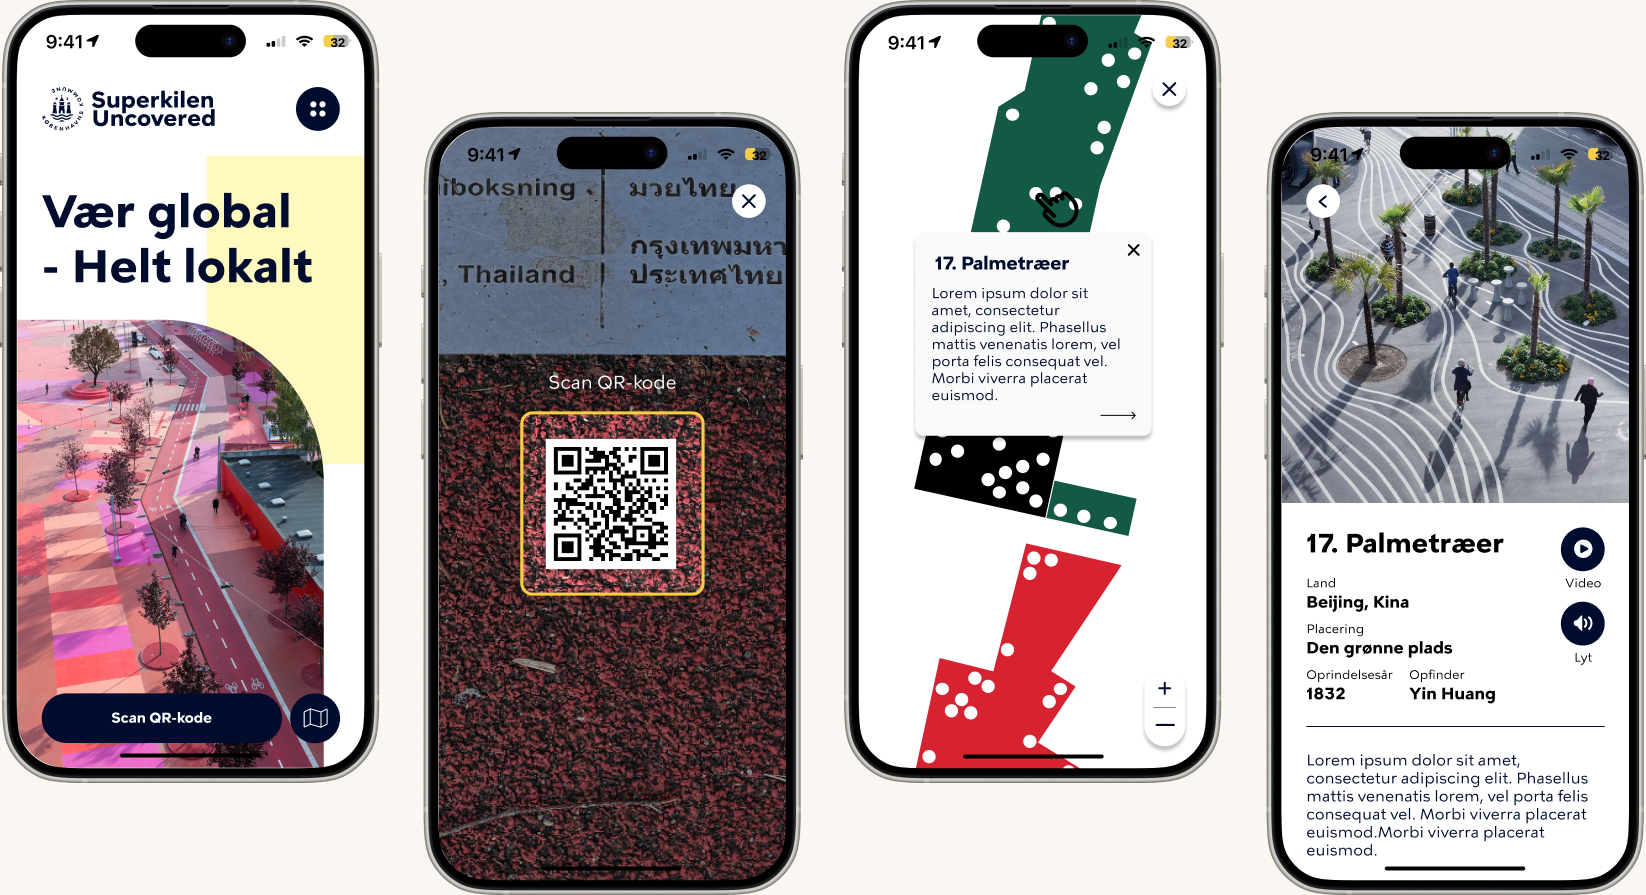 9:41
32
KØBENHAVNS KOMMUNE
Superkilen
Uncovered
Vær global
- Helt lokalt
Scan QR-kode
9:41
32
iboksning
มวยไทย
กรุงเทพมหา
, Thailand
ประเทศไทย
Scan QR-kode
9:41
32
17. Palmetræer
Lorem ipsum dolor sit
amet, consectetur
adipiscing elit. Phasellus
mattis venenatis lorem, vel
porta felis consequat vel.
Morbi viverra placerat
euismod.
9:41
32
17. Palmetræer
Video
Land
Beijing, Kina
Placering
Den grønne plads
Lyt
Oprindelsesår
Opfinder
1832
Yin Huang
Lorem ipsum dolor sit amet,
consectetur adipiscing elit. Phasellus
mattis venenatis lorem, vel porta felis
consequat vel. Morbi viverra placerat
euismod.Morbi viverra placerat
euismod.